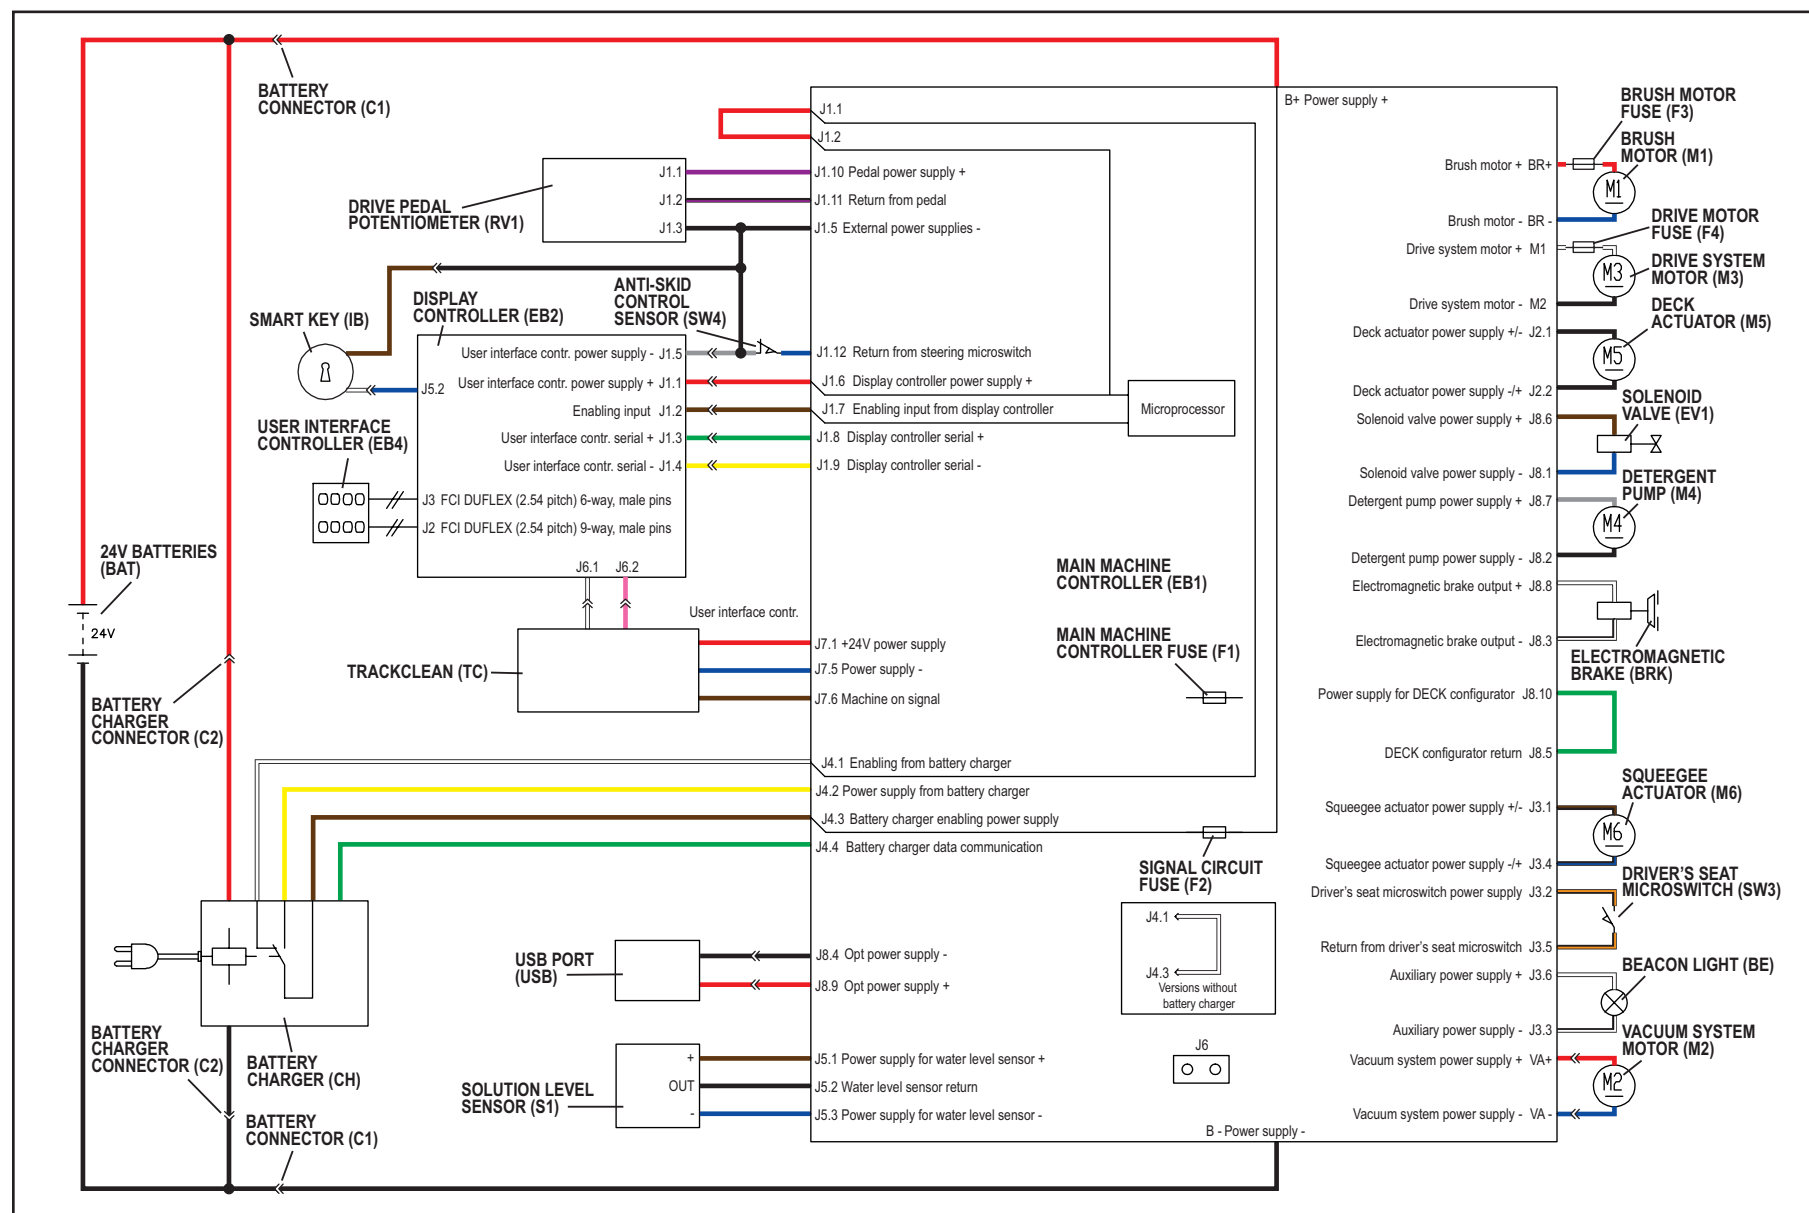 BATTERY
CONNECTOR (C1)
DRIVE PEDAL
POTENTIOMETER (RV1)
J1.1
J1.2
J1.3
J1.1
J1.2
J1.10 Pedal power supply +
J1.11 Return from pedal
J1.5 External power supplies -
B+ Power supply +
SMART KEY (IB)
DISPLAY
CONTROLLER (EB2)
ANTI-SKID
CONTROL
SENSOR (SW4)
User interface contr. power supply - J1.5
User interface contr. power supply + J1.1
Enabling input J1.2
User interface contr. serial + J1.3
User interface contr. serial - J1.4
J5.2
J3 FCI DUFLEX (2.54 pitch) 6-way, male pins
J2 FCI DUFLEX (2.54 pitch) 9-way, male pins
J6.1
J6.2
USER INTERFACE
CONTROLLER (EB4)
J1.12 Return from steering microswitch
J1.6 Display controller power supply +
J1.7 Enabling input from display controller
J1.8 Display controller serial +
J1.9 Display controller serial -
Microprocessor
24V BATTERIES
(BAT)
24V
User interface contr.
TRACKCLEAN (TC)
J7.1 +24V power supply
J7.5 Power supply -
J7.6 Machine on signal
MAIN MACHINE
CONTROLLER (EB1)
MAIN MACHINE
CONTROLLER FUSE (F1)
BATTERY
CHARGER
CONNECTOR (C2)
J4.1 Enabling from battery charger
J4.2 Power supply from battery charger
J4.3 Battery charger enabling power supply
J4.4 Battery charger data communication
SIGNAL CIRCUIT
FUSE (F2)
J4.1
J4.3
Versions without
battery charger
J6
USB PORT
(USB)
J8.4 Opt power supply -
J8.9 Opt power supply +
BATTERY
CHARGER
CONNECTOR (C2)
BATTERY
CHARGER (CH)
BATTERY
CONNECTOR (C1)
SOLUTION LEVEL
SENSOR (S1)
+
OUT
-
J5.1 Power supply for water level sensor +
J5.2 Water level sensor return
J5.3 Power supply for water level sensor -
B - Power supply -
Brush motor + BR+
Brush motor - BR -
Drive system motor + M1
Drive system motor - M2
Deck actuator power supply +/- J2.1
Deck actuator power supply -/+ J2.2
Solenoid valve power supply + J8.6
Solenoid valve power supply - J8.1
Detergent pump power supply + J8.7
Detergent pump power supply - J8.2
Electromagnetic brake output + J8.8
Electromagnetic brake output - J8.3
Power supply for DECK configurator J8.10
DECK configurator return J8.5
Squeegee actuator power supply +/- J3.1
Squeegee actuator power supply -/+ J3.4
Driver's seat microswitch power supply J3.2
Return from driver's seat microswitch J3.5
Auxiliary power supply + J3.6
Auxiliary power supply - J3.3
Vacuum system power supply + VA+
Vacuum system power supply - VA -
BRUSH MOTOR
FUSE (F3)
BRUSH
MOTOR (M1)
M1
DRIVE MOTOR
FUSE (F4)
DRIVE SYSTEM
MOTOR (M3)
M3
DECK
ACTUATOR (M5)
M5
SOLENOID
VALVE (EV1)
DETERGENT
PUMP (M4)
M4
ELECTROMAGNETIC
BRAKE (BRK)
SQUEEGEE
ACTUATOR (M6)
M6
DRIVER'S SEAT
MICROSWITCH (SW3)
BEACON LIGHT (BE)
VACUUM SYSTEM
MOTOR (M2)
M2